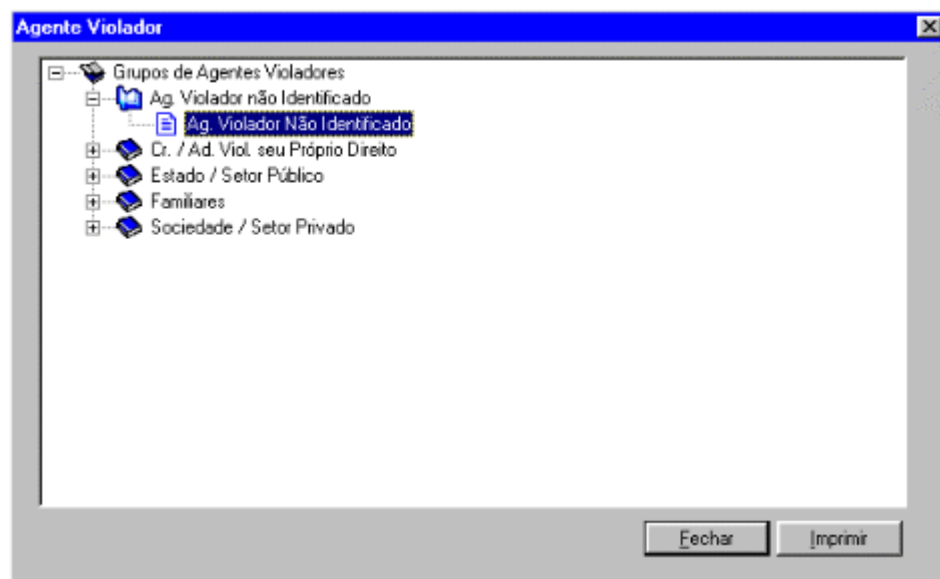 Agente Violador
Grupos de Agentes Violadores
Ag. Violador não Identificado
Ag. Violador Não Identificado
Cr. / Ad. Viol. seu Próprio Direito
Estado / Setor Público
Familiares
Sociedade / Setor Privado
Fechar Imprimir